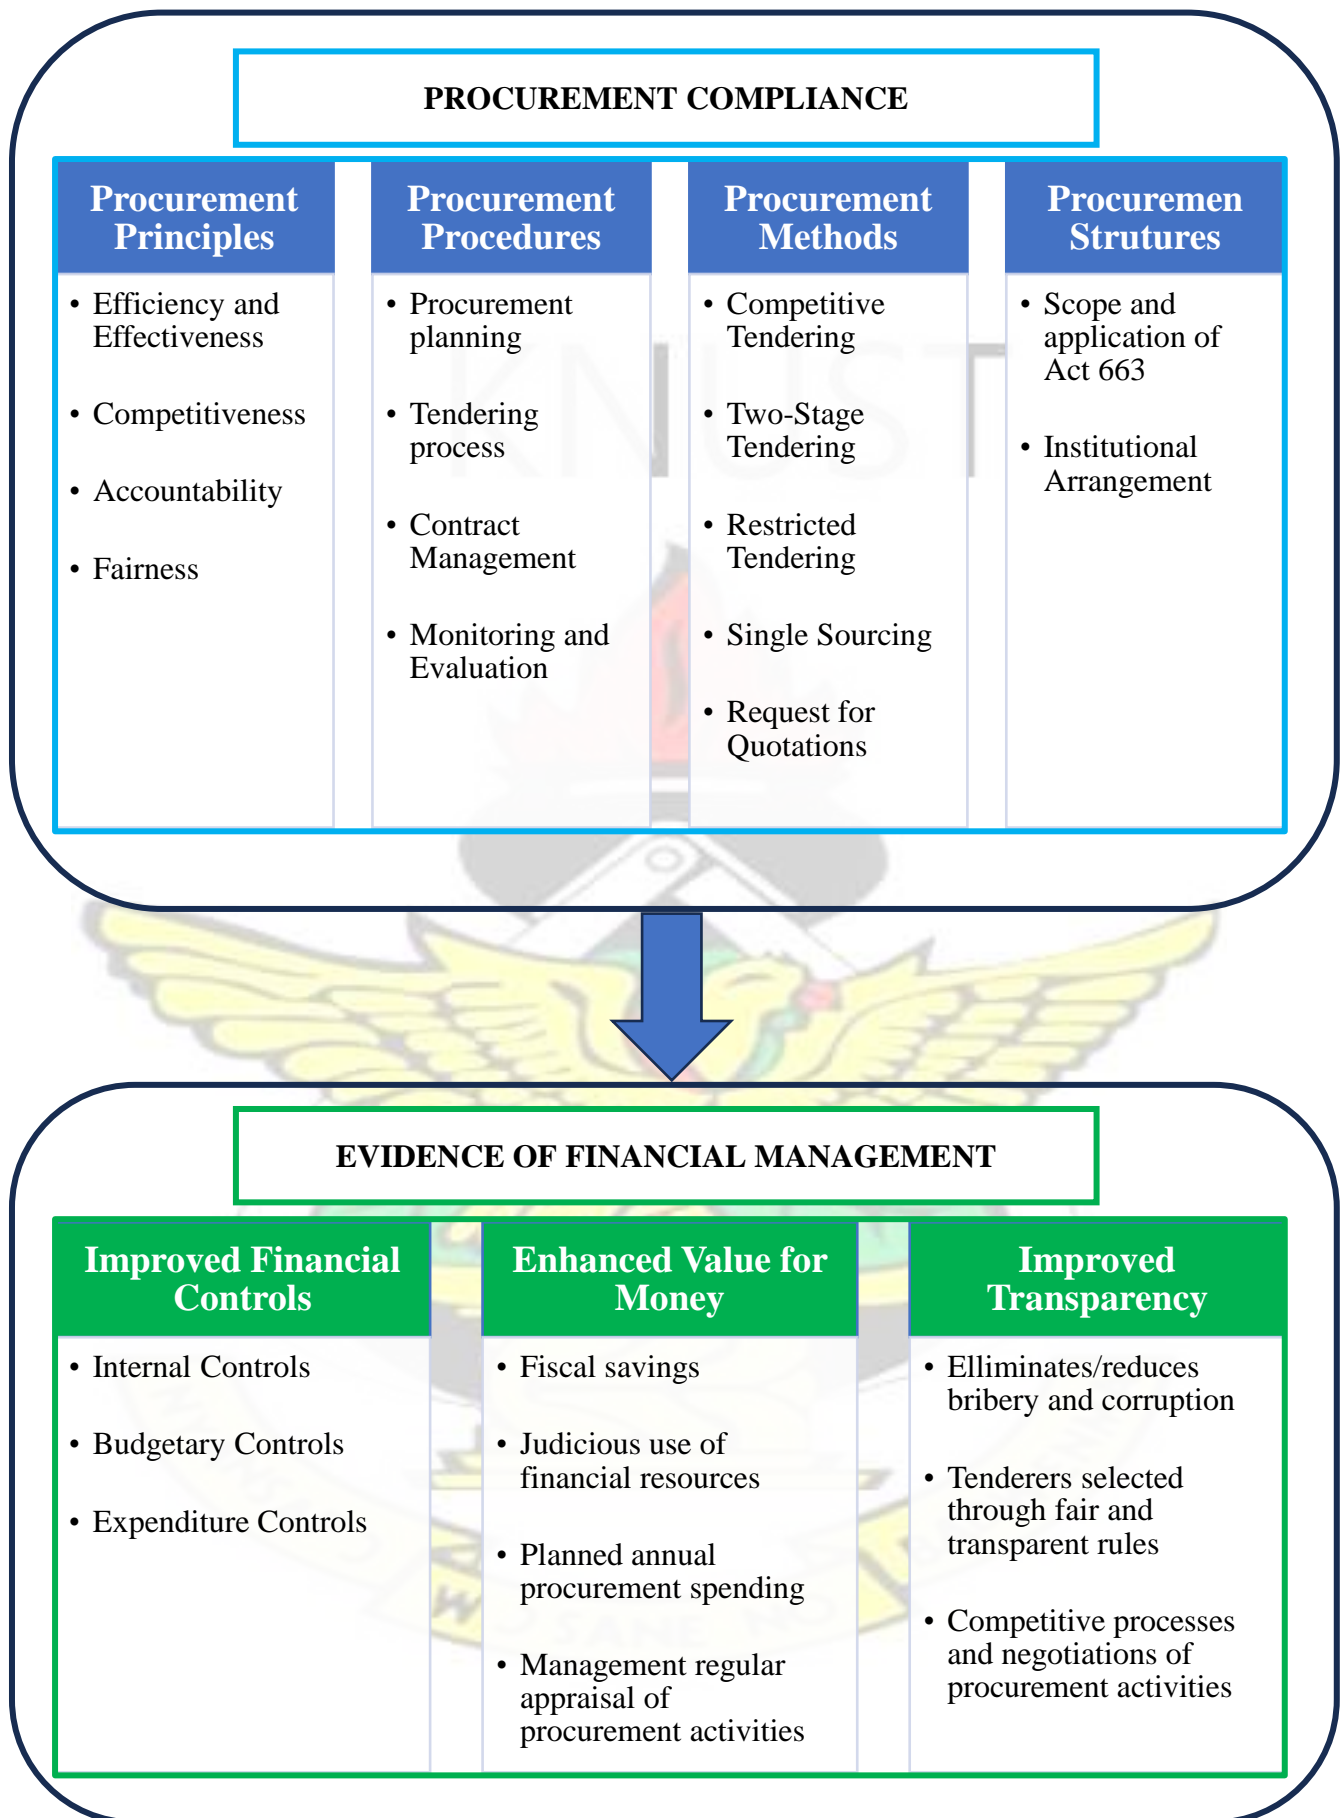 PROCUREMENT COMPLIANCE
Procurement
Principles
• Efficiency and
Effectiveness
• Competitiveness
• Accountability
• Fairness
Procurement
Procedures
• Procurement
planning
• Tendering
process
• Contract
Management
• Monitoring and
Evaluation
Procurement
Methods
• Competitive
Tendering
• Two-Stage
Tendering
• Restricted
Tendering
• Single Sourcing
• Request for
Quotations
Procuremen
Strutures
• Scope and
application of
Act 663
• Institutional
Arrangement
KNUST
EVIDENCE OF FINANCIAL MANAGEMENT
Improved Financial
Controls
• Internal Controls
• Budgetary Controls
• Expenditure Controls
Enhanced Value for
Money
• Fiscal savings
• Judicious use of
financial resources
• Planned annual
procurement spending
• Management regular
appraisal of
procurement activities
Improved
Transparency
• Elliminates/reduces
bribery and corruption
• Tenderers selected
through fair and
transparent rules
• Competitive processes
and negotiations of
procurement activities
SANE NO